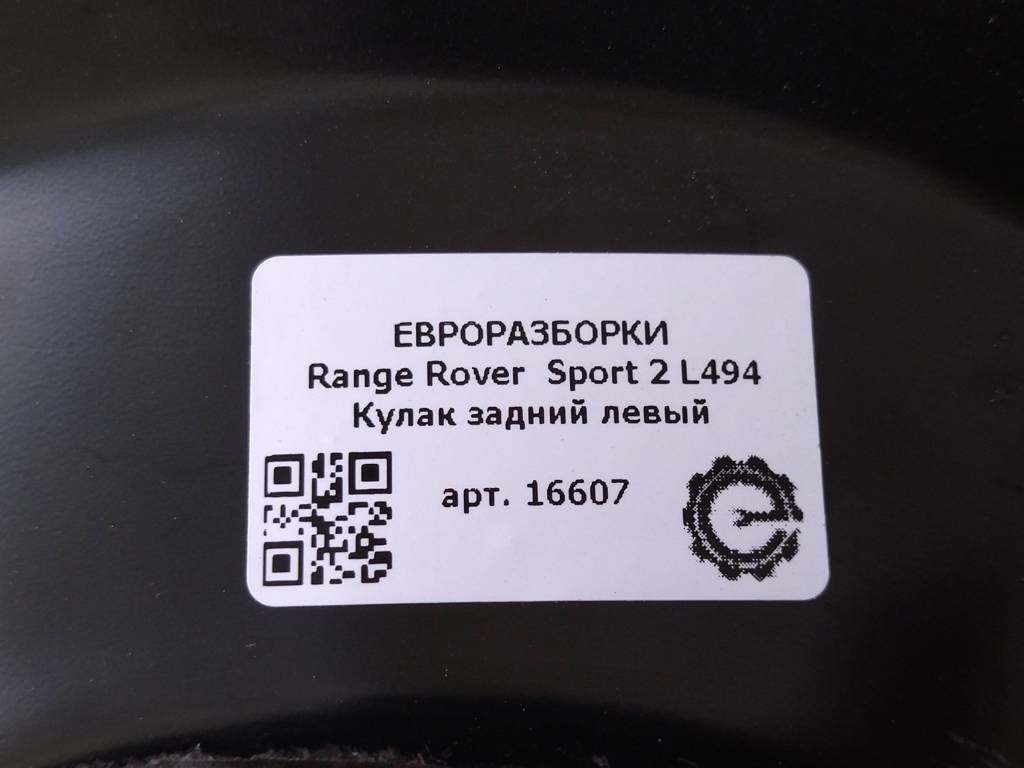 ЕВРОРАЗБОРКИ
Range Rover Sport 2 L494
Кулак задний левый
арт. 16607